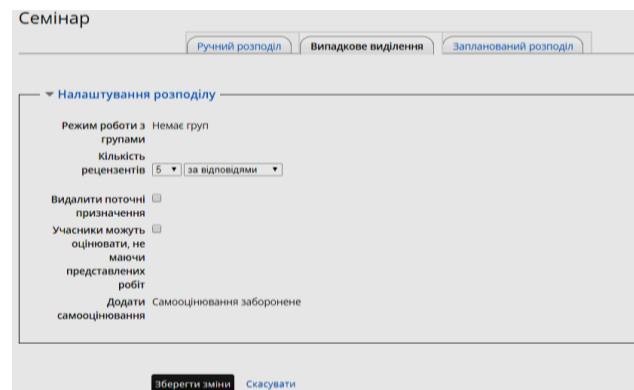 Семінар
Ручний розподіл Випадкове виділення Запланований розподіл
Налаштування розподілу
Режим роботи з Немає груп
групами
Кількість
рецензентів 5 за відповідями
Видалити поточні
призначення
Учасники можуть
оцінювати, не
маючи
представлених
робіт
Додати Самооцінювання заборонене
самооцінювання
Зберегти зміни Скасувати